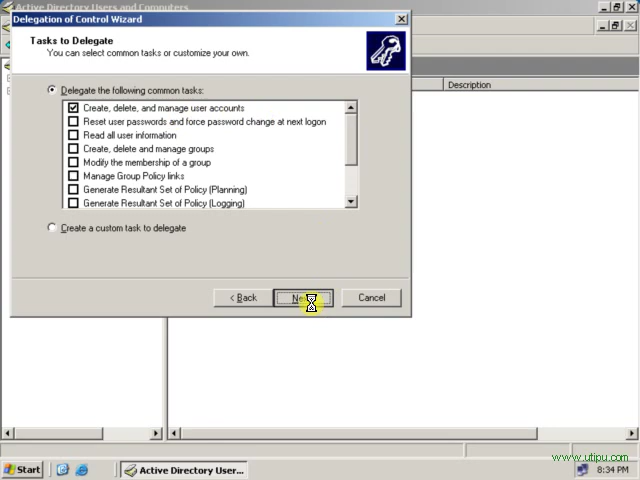 Active Directory Users and Computers
Delegation of Control Wizard
Tasks to Delegate
You can select common tasks or customize your own.
Delegate the following common tasks:
Description
Create, delete, and manage user accounts
Reset user passwords and force password change at next logon
Read all user information
Create, delete and manage groups
Modify the membership of a group
Manage Group Policy links
Generate Resultant Set of Policy (Planning)
Generate Resultant Set of Policy (Logging)
Create a custom task to delegate
< Back
Cancel
www.utipu.com
Start
Active Directory User...
8:34 PM